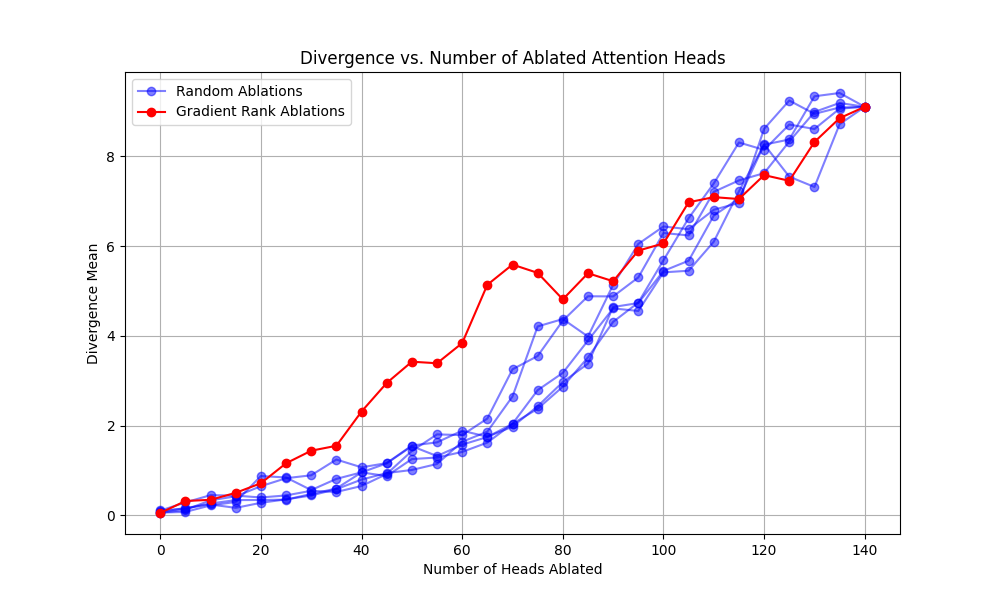 Divergence vs. Number of Ablated Attention Heads
Random Ablations
Gradient Rank Ablations
Divergence Mean
8
6
4
2
0
0 20 40 60 80 100 120 140
Number of Heads Ablated